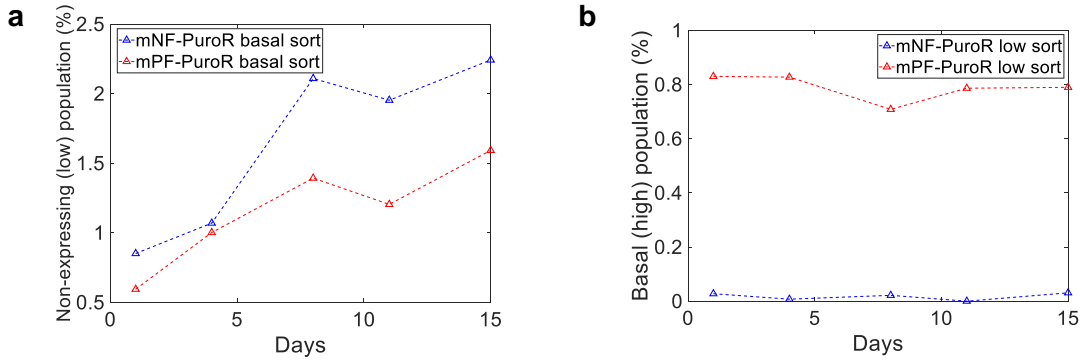 a
Non-expressing (low) population (%)
2.5
2
1.5
1
0.5
mNF-PuroR basal sort
mPF-PuroR basal sort
0
5
10
15
Days
b
Basal (high) population (%)
1
0.8
0.6
0.4
0.2
0
mNF-PuroR low sort
mPF-PuroR low sort
0
5
10
15
Days